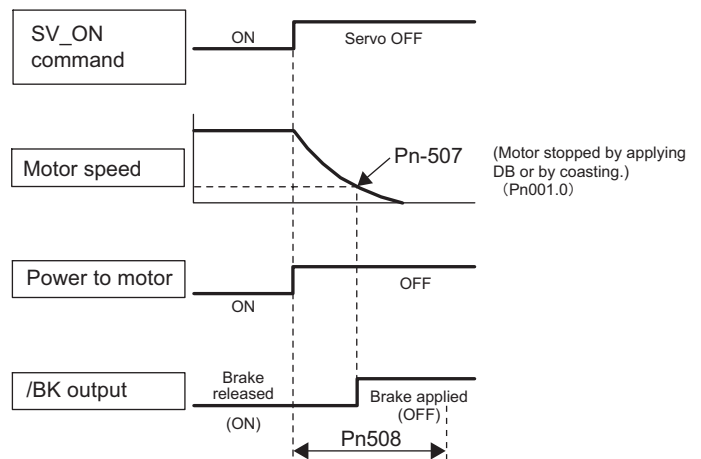 SV_ON
command
ON
Servo OFF
Motor speed
Pn-507
(Motor stopped by applying
DB or by coasting.)
(Pn001.0)
Power to motor
ON
OFF
/BK output
Brake
released
(ON)
Brake applied
(OFF)
Pn508